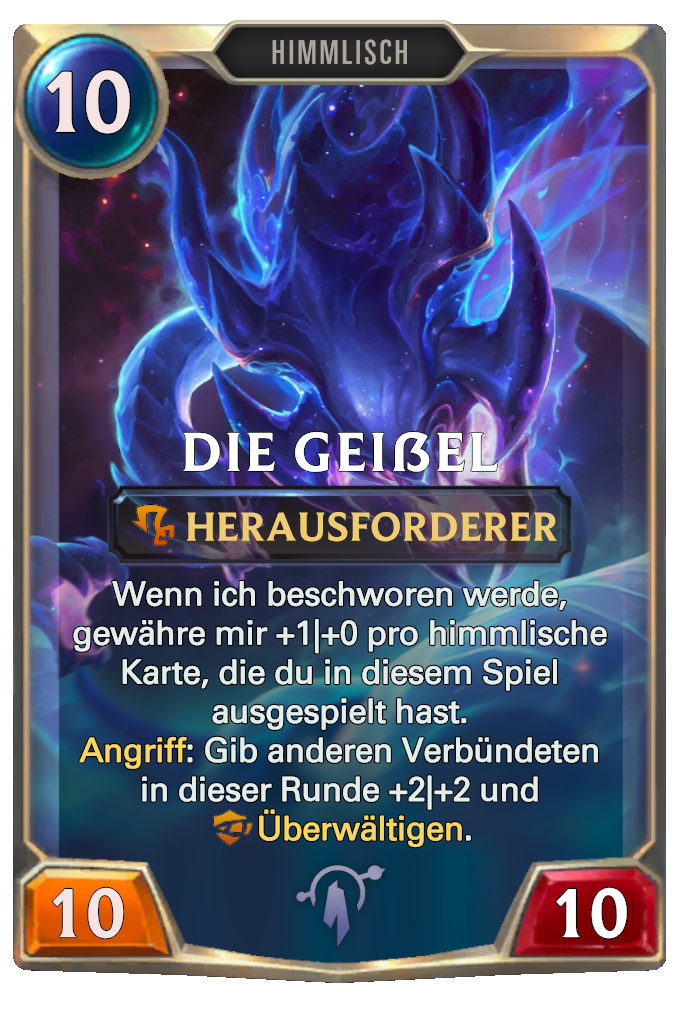 HIMMLISCH
10
DIE GEIẞEL
HERAUSFORDERER
Wenn ich beschworen werde,
gewähre mir +1|+0 pro himmlische
Karte, die du in diesem Spiel
ausgespielt hast.
Angriff: Gib anderen Verbündeten
in dieser Runde +2|+2 und
Überwältigen.
10
10